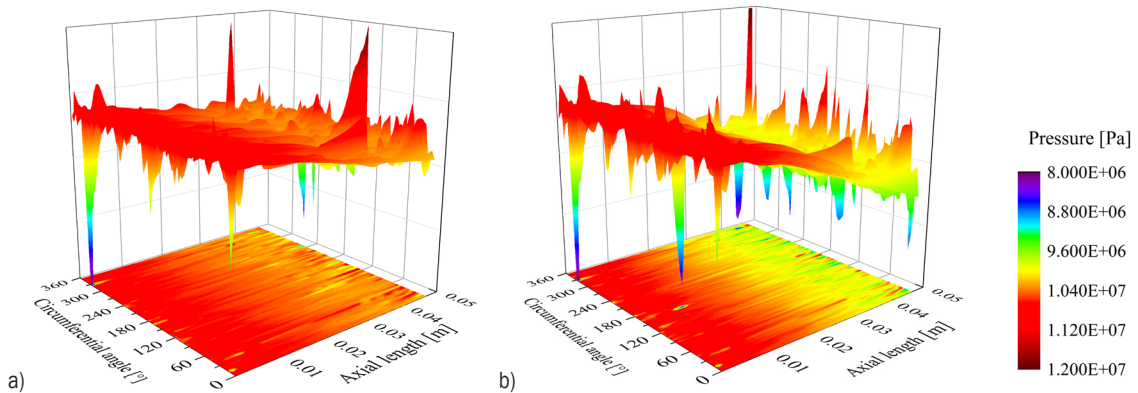 360
300
240
180
120
60
0
Circumferential angle [°]
0.01
0.02
0.03
0.04
0.05
Axial length [m]
a)
360
300
240
180
120
60
0
Circumferential angle [°]
0.01
0.02
0.03
0.04
0.05
Axial length [m]
b)
Pressure [Pa]
8.000E+06
8.800E+06
9.600E+06
1.040E+07
1.120E+07
1.200E+07